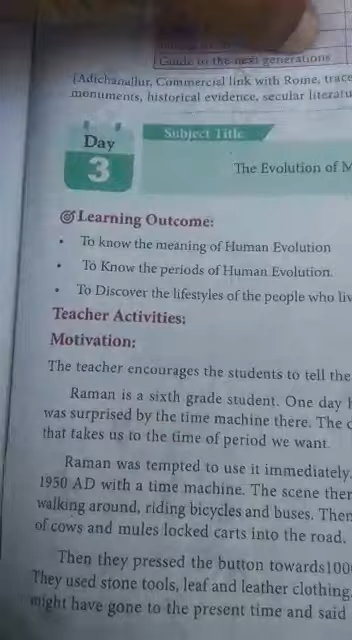 Guide to the next generations
(Adichanallur, Commercial link with Rome, trace
monuments, historical evidence, secular literatu
Subject Title
Day
3
The Evolution of M
Learning Outcome:
• To know the meaning of Human Evolution
• To Know the periods of Human Evolution.
• To Discover the lifestyles of the people who liv
Teacher Activities:
Motivation:
The teacher encourages the students to tell the
Raman is a sixth grade student. One day h
was surprised by the time machine there. The c
that takes us to the time of period we want.
Raman was tempted to use it immediately.
1950 AD with a time machine. The scene ther
walking around, riding bicycles and buses. Then
of cows and mules locked carts into the road.
Then they pressed the button towards100
They used stone tools, leaf and leather clothing.
might have gone to the present time and said